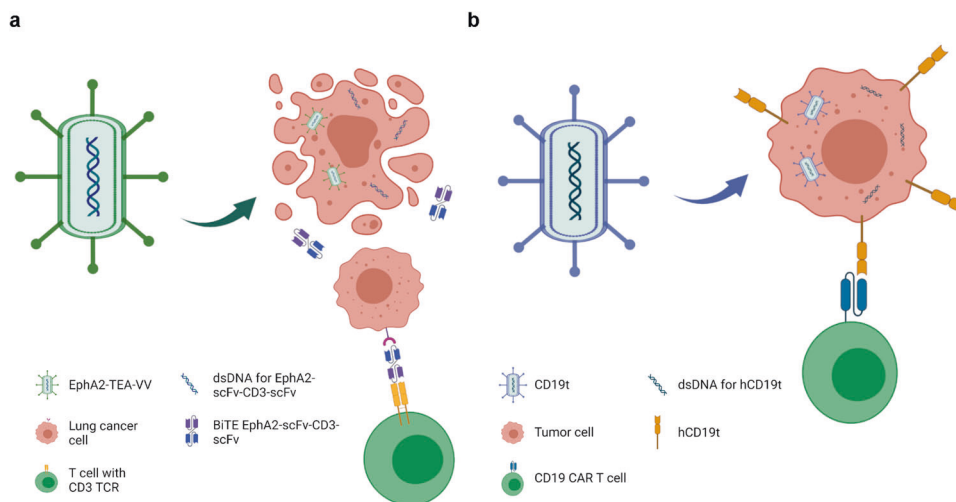 a
b
EphA2-TEA-VV
dsDNA for EphA2-
scFv-CD3-scFv
Lung cancer
cell
BiTE EphA2-scFv-CD3-
scFv
T cell with
CD3 TCR
CD19t
dsDNA for hCD19t
Tumor cell
hCD19t
CD19 CAR T cell